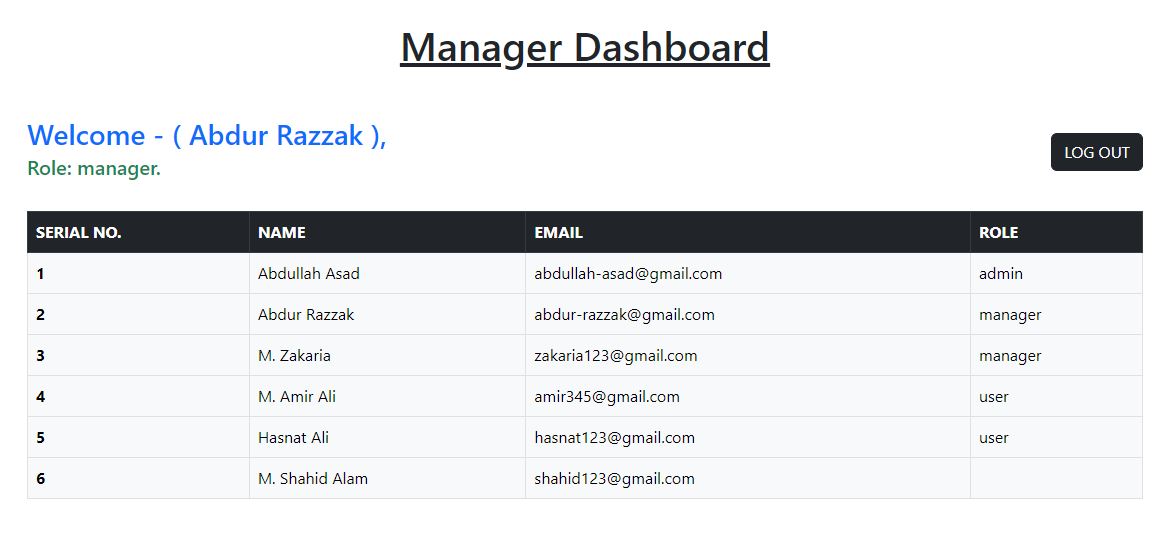 Manager Dashboard
Welcome - ( Abdur Razzak ),
Role: manager.
LOG OUT
SERIAL NO. NAME EMAIL ROLE
1 Abdullah Asad abdullah-asad@gmail.com admin
2 Abdur Razzak abdur-razzak@gmail.com manager
3 M. Zakaria zakaria123@gmail.com manager
4 M. Amir Ali amir345@gmail.com user
5 Hasnat Ali hasnat123@gmail.com user
6 M. Shahid Alam shahid123@gmail.com